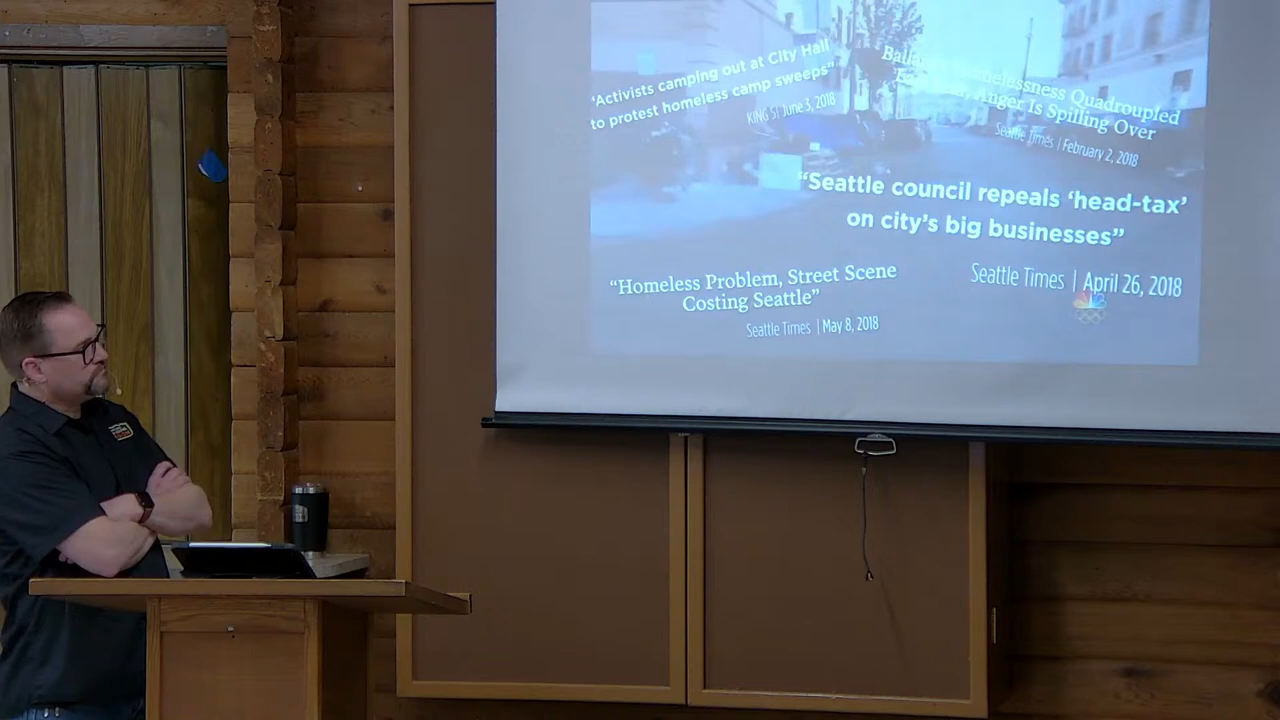 'Activists camping out at City Hall
to protest homeless camp sweeps"
KING 5 | June 3, 2018
Quadroupled
Anger Is Spilling Over
Seattle Times | February 2, 2018
“Seattle council repeals ‘head-tax’
on city’s big businesses”
Seattle Times | April 26, 2018
“Homeless Problem, Street Scene
Costing Seattle”
Seattle Times | May 8, 2018